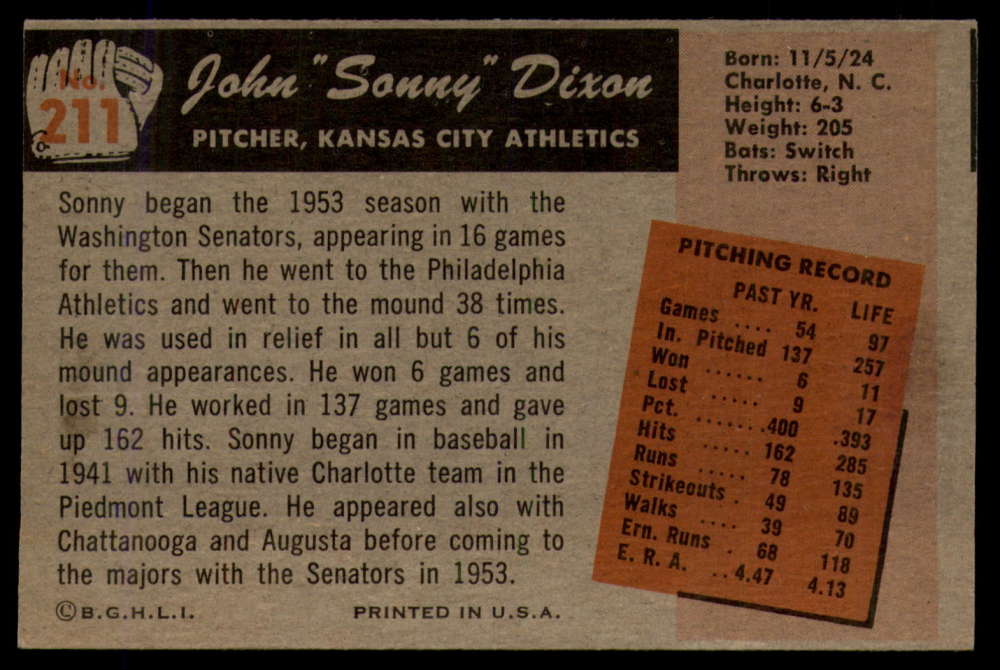 No.
211
John "Sonny" Dixon
PITCHER, KANSAS CITY ATHLETICS
Born: 11/5/24
Charlotte, N. C.
Height: 6-3
Weight: 205
Bats: Switch
Throws: Right
Sonny began the 1953 season with the
Washington Senators, appearing in 16 games
for them. Then he went to the Philadelphia
Athletics and went to the mound 38 times.
He was used in relief in all but 6 of his
mound appearances. He won 6 games and
lost 9. He worked in 137 games and gave
up 162 hits. Sonny began in baseball in
1941 with his native Charlotte team in the
Piedmont League. He appeared also with
Chattanooga and Augusta before coming to
the majors with the Senators in 1953.
PITCHING RECORD
PAST YR. LIFE
Games .... 54 97
In. Pitched 137 257
Won ...... 6 11
Lost ..... 9 17
Pct. .......400 .393
Hits ..... 162 285
Runs ..... 78 135
Strikeouts . 49 89
Walks .... 39 70
Ern. Runs . 68 118
E. R. A. ..4.47 4.13
©B.G.H.L.I. PRINTED IN U.S.A.